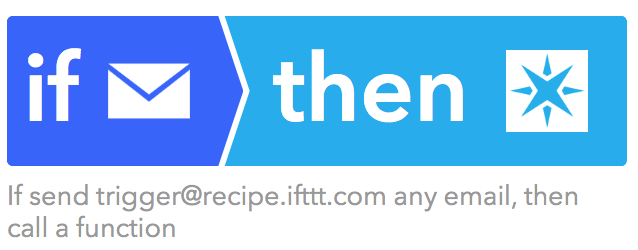 if then
If send trigger@recipe.ifttt.com any email, then
call a function